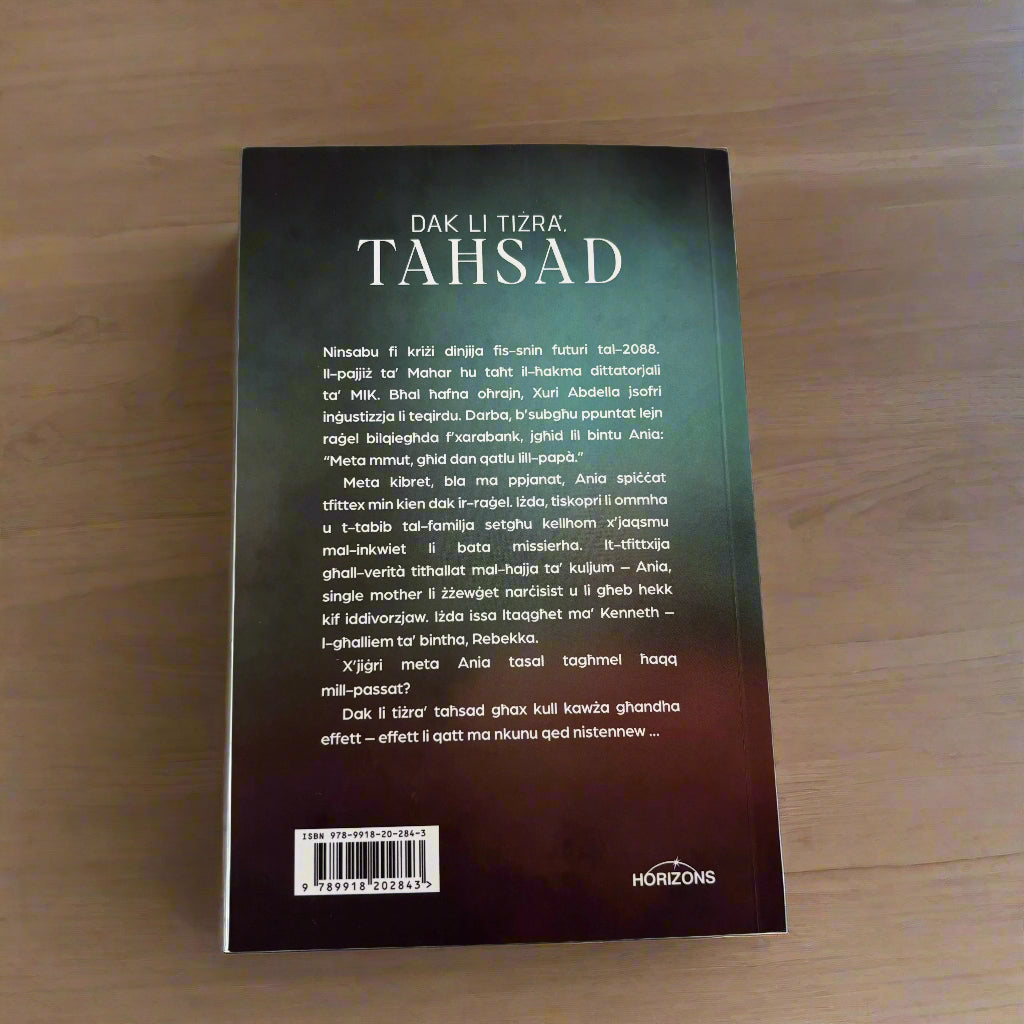 DAK LI TIŻRA',
TAĦSAD
Ninsabu fi kriżi dinjija fis-snin futuri tal-2088.
Il-pajjiż ta' Mahar hu taħt il-ħakma dittatorjali
ta' MIK. Bħal ħafna oħrajn, Xuri Abdella jsofri
inġustizzja li teqirdu. Darba, b'subgħu ppuntat lejn
raġel bilqiegħda f'xarabank, jgħid lil bintu Ania:
“Meta mmut, għid dan qatlu lill-papà.”
Meta kibret, bla ma ppjanat, Ania spiċċat
tfittex min kien dak ir-raġel. Iżda, tiskopri li ommha
u t-tabib tal-familja setgħu kellhom x'jaqsmu
mal-inkwiet li bata missierha. It-tfittxija
għall-verità titħallat mal-ħajja ta' kuljum – Ania,
single mother li żżewġet narċisist u li għeb hekk
kif iddivorzjaw. Iżda issa ltaqgħet ma' Kenneth –
l-għalliem ta' bintha, Rebekka.
X'jiġri meta Ania tasal tagħmel ħaqq
mill-passat?
Dak li tiżra' taħsad għax kull kawża għandha
effett – effett li qatt ma nkunu qed nistennew ...
ISBN 978-9918-20-284-3
9 789918 202843 >
HORIZONS